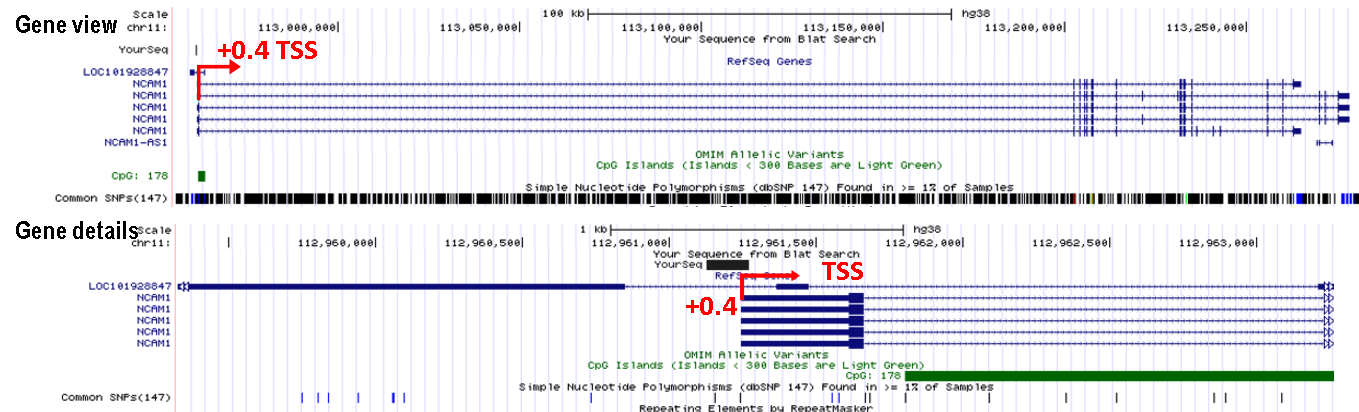 Gene view
Scale 100 kb hg38
chr11: 113,000,000 113,050,000 113,100,000 113,150,000 113,200,000 113,250,000
Your Sequence from Blat Search
YourSeq
+0.4 TSS
RefSeq Genes
LOC101928847
NCAM1
NCAM1
NCAM1
NCAM1
NCAM1
NCAM1-AS1
OMIM Allelic Variants
CpG Islands (Islands < 300 Bases are Light Green)
CpG: 178
Simple Nucleotide Polymorphisms (dbSNP 147) Found in >= 1% of Samples
Common SNPs(147)
Gene details
Scale 1 kb hg38
chr11: 112,960,000 112,960,500 112,961,000 112,961,500 112,962,000 112,962,500 112,963,000
Your Sequence from Blat Search
YourSeq
RefSeq Gen
TSS
LOC101928847
+0.4
NCAM1
NCAM1
NCAM1
NCAM1
NCAM1
OMIM Allelic Variants
CpG Islands (Islands < 300 Bases are Light Green)
CpG: 178
Simple Nucleotide Polymorphisms (dbSNP 147) Found in >= 1% of Samples
Common SNPs(147)
Repeating Elements by RepeatMasker